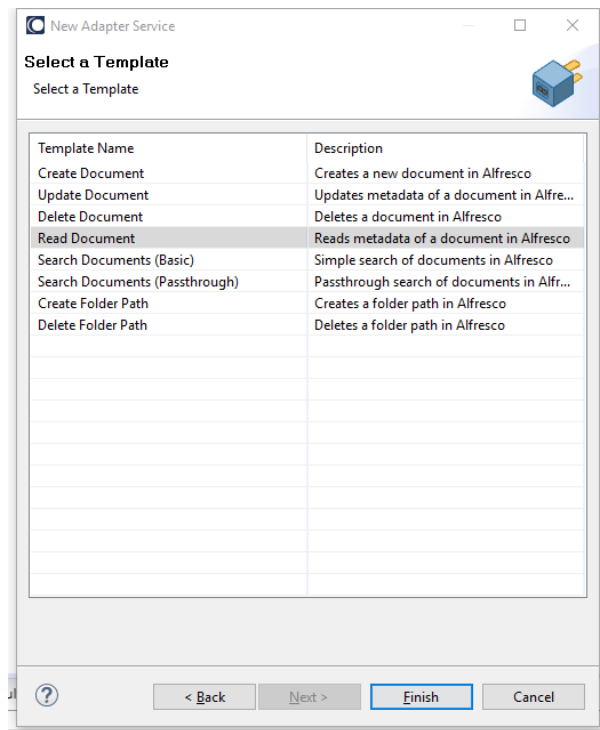 New Adapter Service
Select a Template
Select a Template
Template Name Description
Create Document Creates a new document in Alfresco
Update Document Updates metadata of a document in Alfre...
Delete Document Deletes a document in Alfresco
Read Document Reads metadata of a document in Alfresco
Search Documents (Basic) Simple search of documents in Alfresco
Search Documents (Passthrough) Passthrough search of documents in Alfr...
Create Folder Path Creates a folder path in Alfresco
Delete Folder Path Deletes a folder path in Alfresco
? < Back Next > Finish Cancel